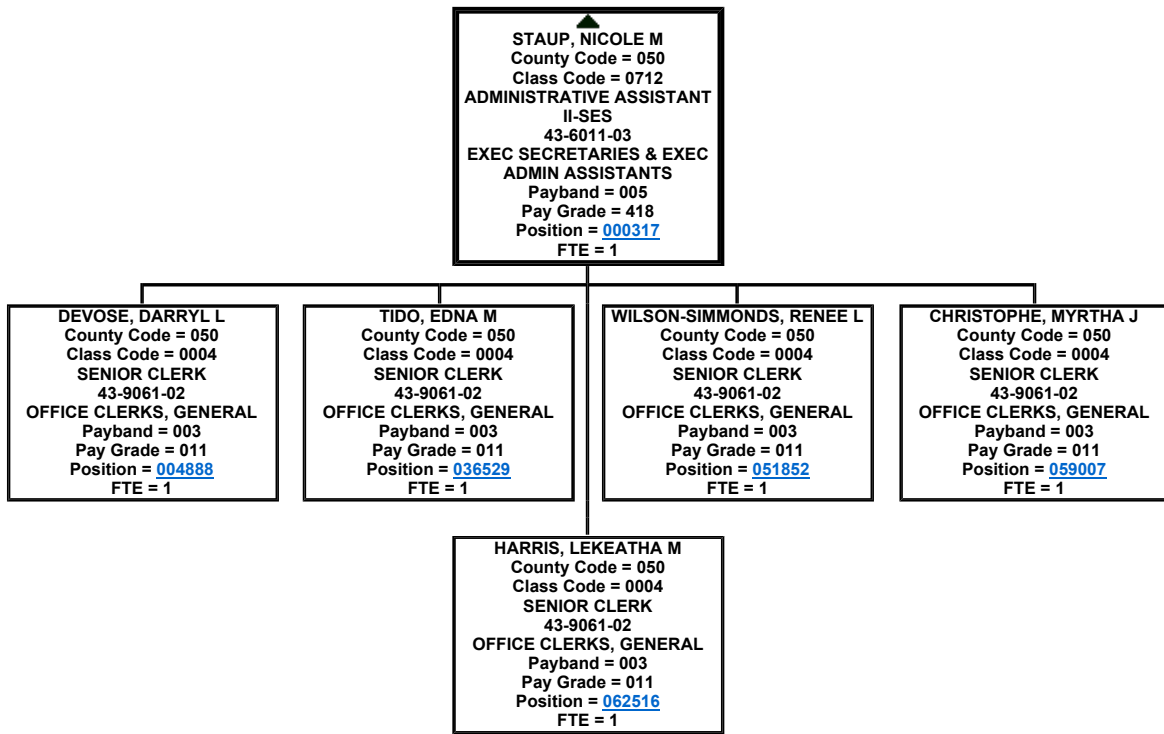 STAUP, NICOLE M
County Code = 050
Class Code = 0712
ADMINISTRATIVE ASSISTANT
II-SES
43-6011-03
EXEC SECRETARIES & EXEC
ADMIN ASSISTANTS
Payband = 005
Pay Grade = 418
Position = 000317
FTE = 1
DEVOSE, DARRYL L
County Code = 050
Class Code = 0004
SENIOR CLERK
43-9061-02
OFFICE CLERKS, GENERAL
Payband = 003
Pay Grade = 011
Position = 004888
FTE = 1
TIDO, EDNA M
County Code = 050
Class Code = 0004
SENIOR CLERK
43-9061-02
OFFICE CLERKS, GENERAL
Payband = 003
Pay Grade = 011
Position = 036529
FTE = 1
WILSON-SIMMONDS, RENEE L
County Code = 050
Class Code = 0004
SENIOR CLERK
43-9061-02
OFFICE CLERKS, GENERAL
Payband = 003
Pay Grade = 011
Position = 051852
FTE = 1
CHRISTOPHE, MYRTHA J
County Code = 050
Class Code = 0004
SENIOR CLERK
43-9061-02
OFFICE CLERKS, GENERAL
Payband = 003
Pay Grade = 011
Position = 059007
FTE = 1
HARRIS, LEKEATHA M
County Code = 050
Class Code = 0004
SENIOR CLERK
43-9061-02
OFFICE CLERKS, GENERAL
Payband = 003
Pay Grade = 011
Position = 062516
FTE = 1